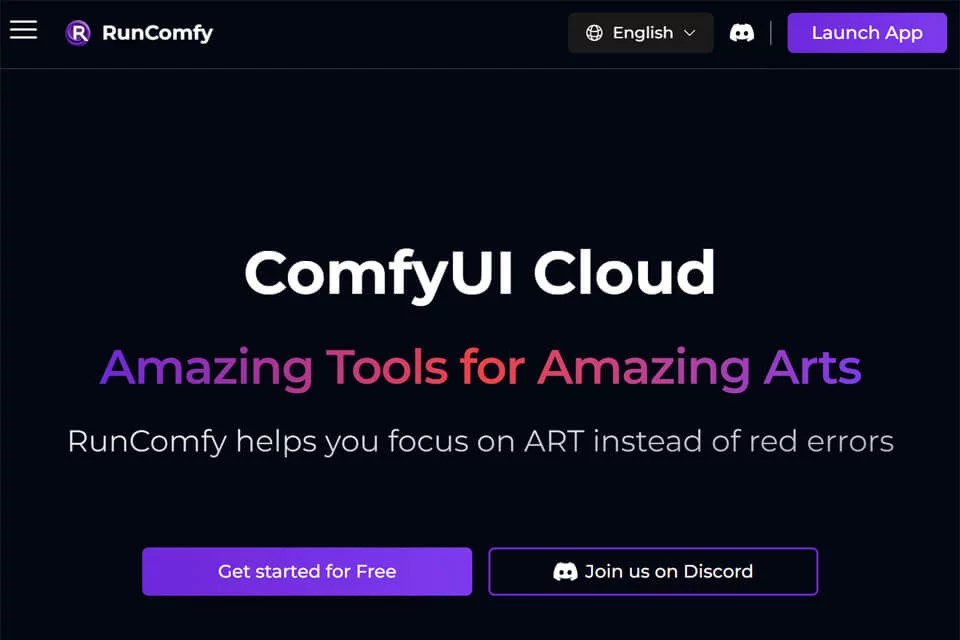 RunComfy
English
Launch App
ComfyUI Cloud
Amazing Tools for Amazing Arts
RunComfy helps you focus on ART instead of red errors
Get started for Free
Join us on Discord